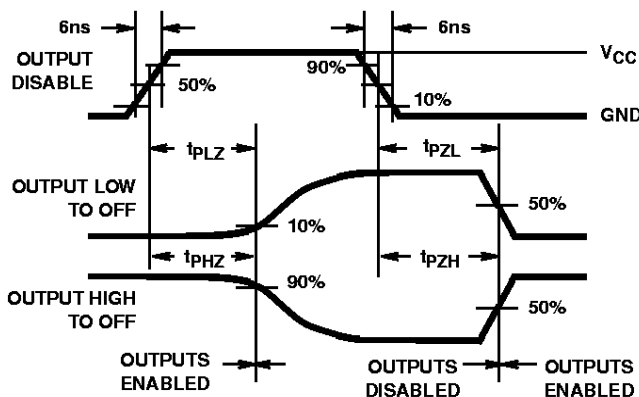 6ns
6ns
OUTPUT
DISABLE
90%
50%
10%
VCC
GND
tPLZ
tPZL
OUTPUT LOW
TO OFF
10%
50%
tPHZ
tPZH
90%
OUTPUT HIGH
TO OFF
50%
OUTPUTS
ENABLED
OUTPUTS
DISABLED
OUTPUTS
ENABLED